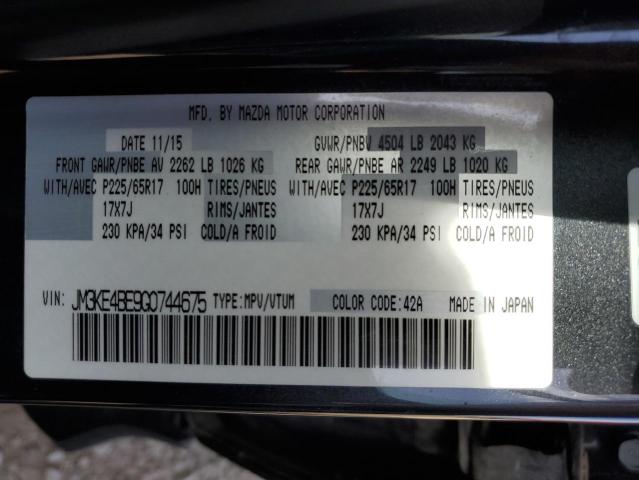 MFD. BY MAZDA MOTOR CORPORATION
DATE 11/15 GVWR/PNBV 4504 LB 2043 KG
FRONT GAWR/PNBE AV 2262 LB 1026 KG REAR GAWR/PNBE AR 2249 LB 1020 KG
WITH/AVEC P225/65R17 100H TIRES/PNEUS WITH/AVEC P225/65R17 100H TIRES/PNEUS
17X7J RIMS/JANTES 17X7J RIMS/JANTES
230 KPA/34 PSI COLD/A FROID 230 KPA/34 PSI COLD/A FROID
VIN: JM3KE4BE9G0744675 TYPE:MPV/VTUM COLOR CODE:42A MADE IN JAPAN